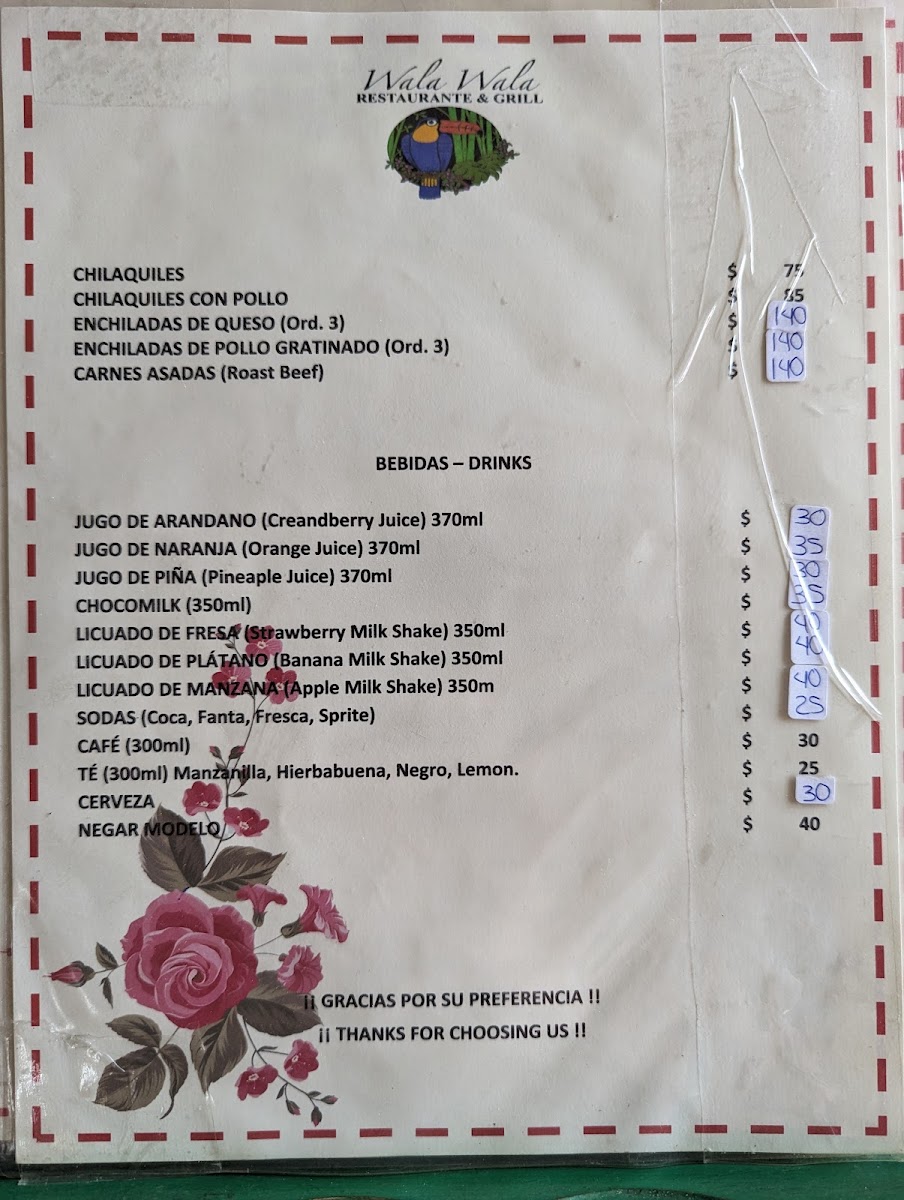 Wala Wala
RESTAURANTE & GRILL
CHILAQUILES $ 75
CHILAQUILES CON POLLO $ 85
ENCHILADAS DE QUESO (Ord. 3) $ 140
ENCHILADAS DE POLLO GRATINADO (Ord. 3) $ 140
CARNES ASADAS (Roast Beef) $ 140
BEBIDAS – DRINKS
JUGO DE ARANDANO (Creandberry Juice) 370ml $ 30
JUGO DE NARANJA (Orange Juice) 370ml $ 35
JUGO DE PIÑA (Pineaple Juice) 370ml $ 30
CHOCOMILK (350ml) $ 35
LICUADO DE FRESA (Strawberry Milk Shake) 350ml $ 40
LICUADO DE PLÁTANO (Banana Milk Shake) 350ml $ 40
LICUADO DE MANZANA (Apple Milk Shake) 350m $ 40
SODAS (Coca, Fanta, Fresca, Sprite) $ 25
CAFÉ (300ml) $ 30
TÉ (300ml) Manzanilla, Hierbabuena, Negro, Lemon. $ 25
CERVEZA $ 30
NEGAR MODELO $ 40
¡¡ GRACIAS POR SU PREFERENCIA !!
¡¡ THANKS FOR CHOOSING US !!